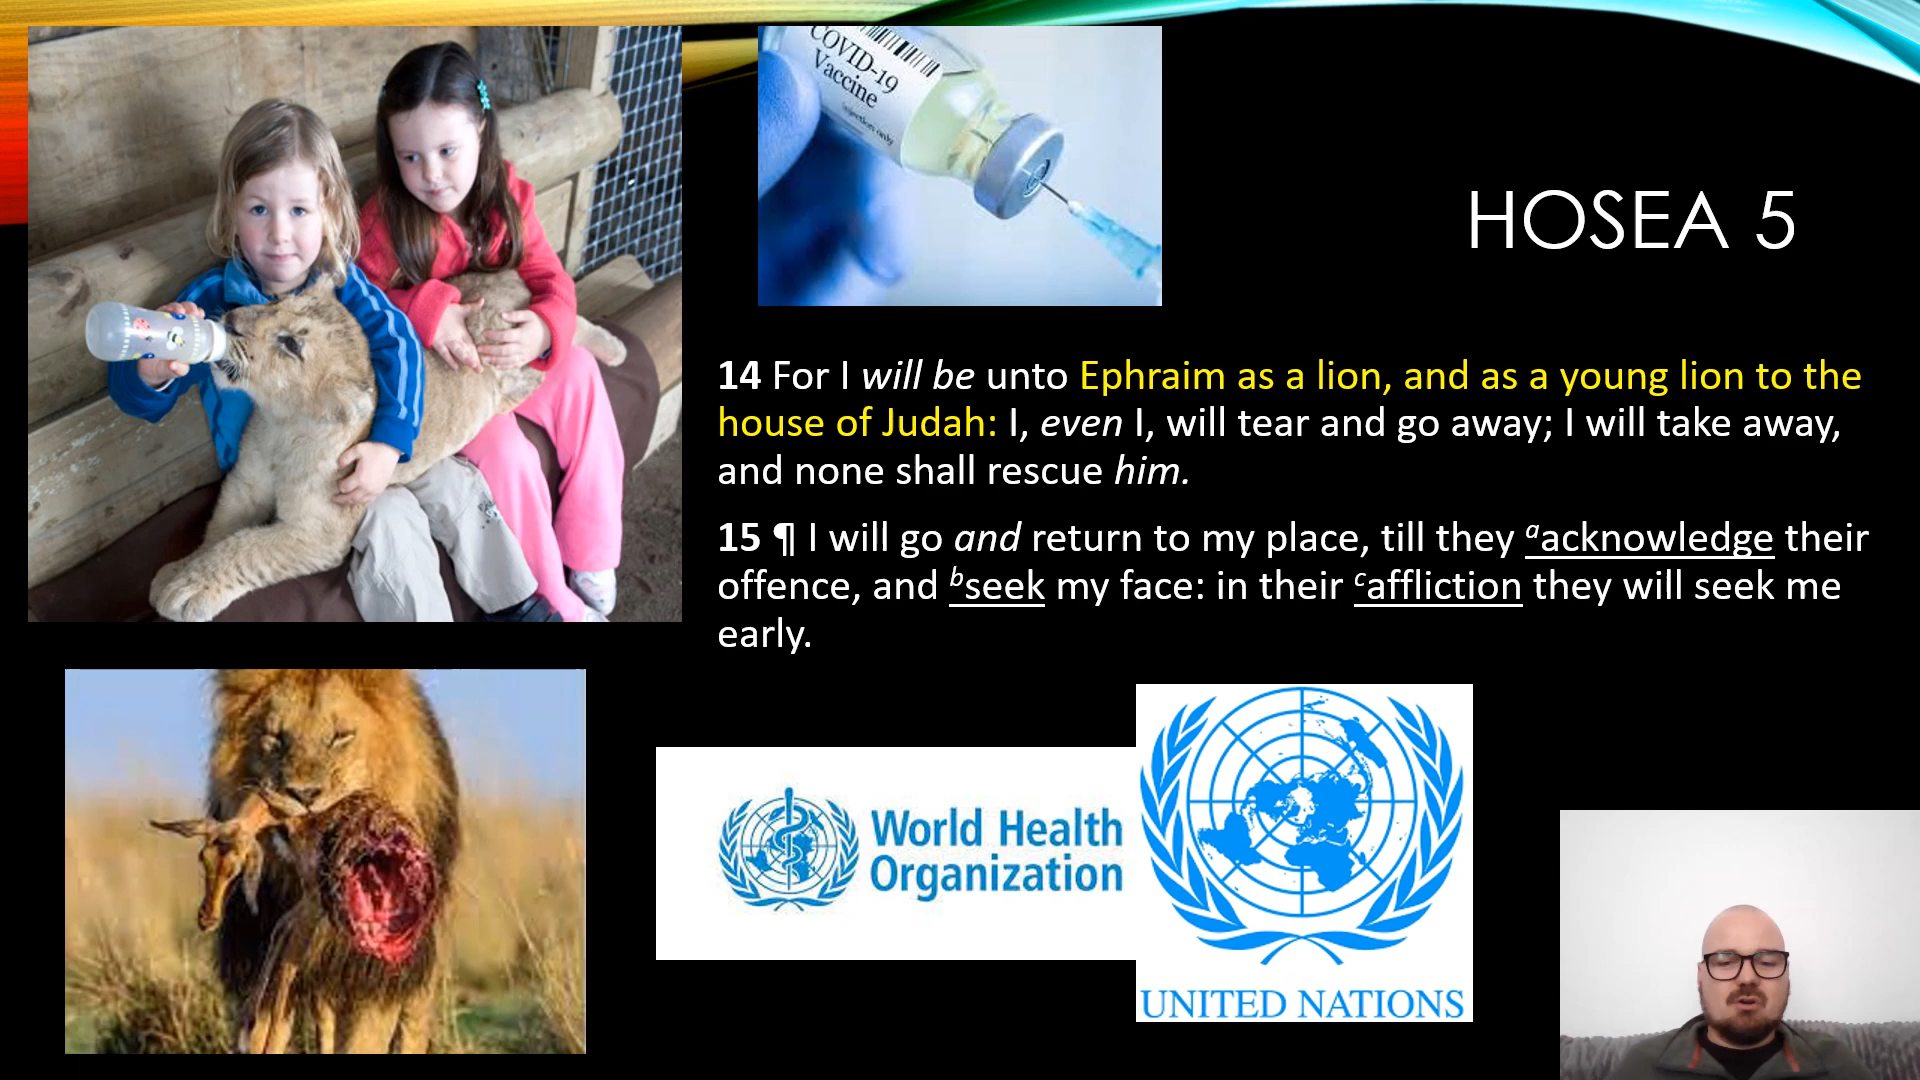 COVID-19
Vaccine
Injection only
HOSEA 5
14 For I will be unto Ephraim as a lion, and as a young lion to the
house of Judah: I, even I, will tear and go away; I will take away,
and none shall rescue him.
15 ¶ I will go and return to my place, till they aacknowledge their
offence, and bseek my face: in their caffliction they will seek me
early.
World Health
Organization
UNITED NATIONS